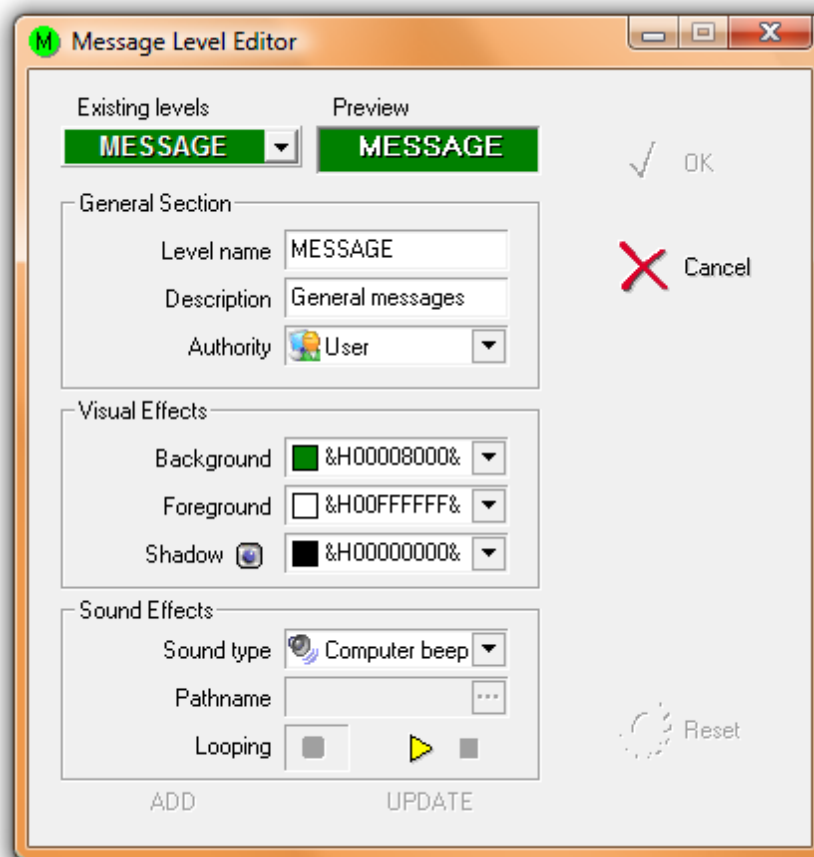 M Message Level Editor
Existing levels Preview
MESSAGE MESSAGE
OK
General Section
Level name MESSAGE
Cancel
Description General messages
Authority User
Visual Effects
Background &H00008000&
Foreground &H00FFFFFF&
Shadow &H00000000&
Sound Effects
Sound type Computer beep
Pathname ...
Looping
Reset
ADD UPDATE